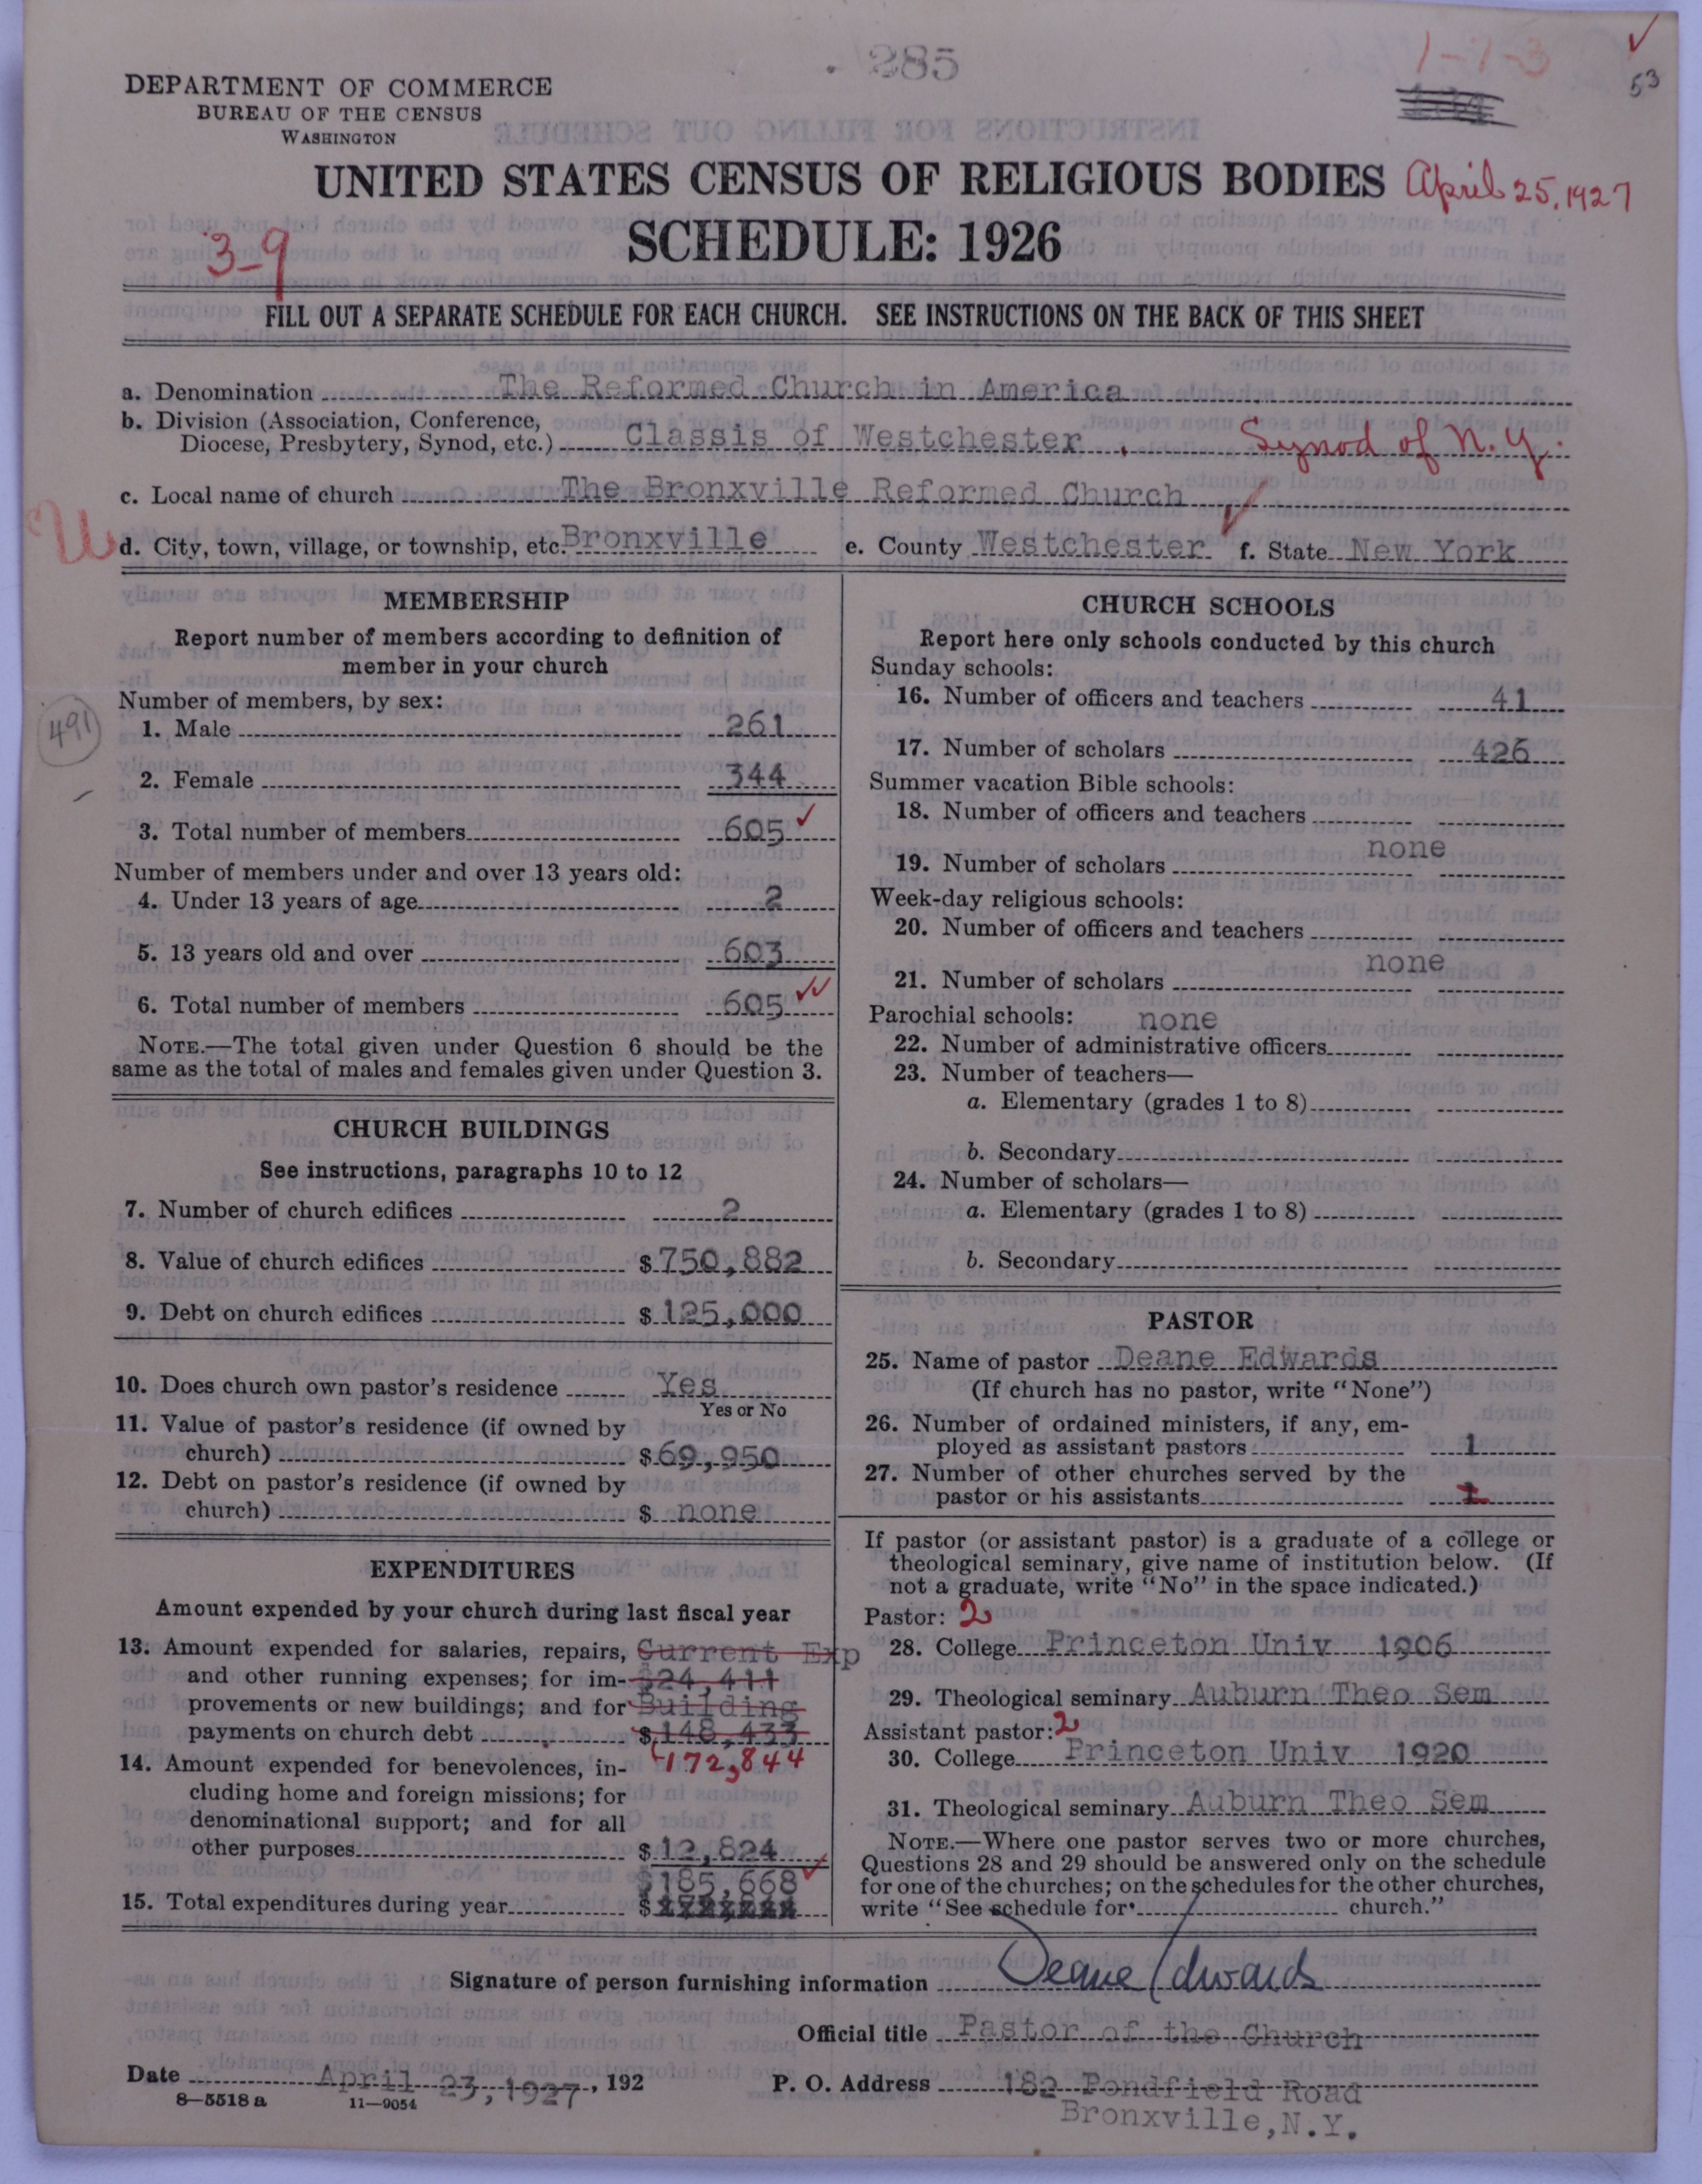 285
1-7-3
53
DEPARTMENT OF COMMERCE
BUREAU OF THE CENSUS
WASHINGTON
UNITED STATES CENSUS OF RELIGIOUS BODIES April 25, 1927
SCHEDULE: 1926
3-9
FILL OUT A SEPARATE SCHEDULE FOR EACH CHURCH. SEE INSTRUCTIONS ON THE BACK OF THIS SHEET
a. Denomination The Reformed Church in America
b. Division (Association, Conference,
Diocese, Presbytery, Synod, etc.) Classis of Westchester Synod of N.Y.
c. Local name of church The Bronxville Reformed Church
d. City, town, village, or township, etc. Bronxville e. County Westchester f. State New York
MEMBERSHIP
Report number of members according to definition of
member in your church
Number of members, by sex:
491
1. Male 261
2. Female 344
3. Total number of members 605
Number of members under and over 13 years old:
4. Under 13 years of age 2
5. 13 years old and over 603
6. Total number of members 605
NOTE.—The total given under Question 6 should be the
same as the total of males and females given under Question 3.
CHURCH BUILDINGS
See instructions, paragraphs 10 to 12
7. Number of church edifices 2
8. Value of church edifices $750,882
9. Debt on church edifices $125,000
10. Does church own pastor's residence Yes
Yes or No
11. Value of pastor's residence (if owned by
church) $69,950
12. Debt on pastor's residence (if owned by
church) $ none
EXPENDITURES
Amount expended by your church during last fiscal year
13. Amount expended for salaries, repairs, Current Exp
and other running expenses; for im- $24,411
provements or new buildings; and for Building
payments on church debt $148,433
172,844
14. Amount expended for benevolences, in-
cluding home and foreign missions; for
denominational support; and for all
other purposes $12,824
$185,668
15. Total expenditures during year $
CHURCH SCHOOLS
Report here only schools conducted by this church
Sunday schools:
16. Number of officers and teachers 41
17. Number of scholars 426
Summer vacation Bible schools:
18. Number of officers and teachers
none
19. Number of scholars
Week-day religious schools:
20. Number of officers and teachers
none
21. Number of scholars
Parochial schools: none
22. Number of administrative officers
23. Number of teachers—
a. Elementary (grades 1 to 8)
b. Secondary
24. Number of scholars—
a. Elementary (grades 1 to 8)
b. Secondary
PASTOR
25. Name of pastor Deane Edwards
(If church has no pastor, write "None")
26. Number of ordained ministers, if any, em-
ployed as assistant pastors 1
27. Number of other churches served by the
pastor or his assistants 1
If pastor (or assistant pastor) is a graduate of a college or
theological seminary, give name of institution below. (If
not a graduate, write "No" in the space indicated.)
Pastor: 2
28. College Princeton Univ 1906
29. Theological seminary Auburn Theo Sem
Assistant pastor: 2
30. College Princeton Univ 1920
31. Theological seminary Auburn Theo Sem
NOTE.—Where one pastor serves two or more churches,
Questions 28 and 29 should be answered only on the schedule
for one of the churches; on the schedules for the other churches,
write "See schedule for church."
Signature of person furnishing information Deane Edwards
Official title Pastor of the Church
Date April 23, 1927, 192 P. O. Address 182 Pondfield Road
8—5518 a 11—9054 Bronxville, N.Y.